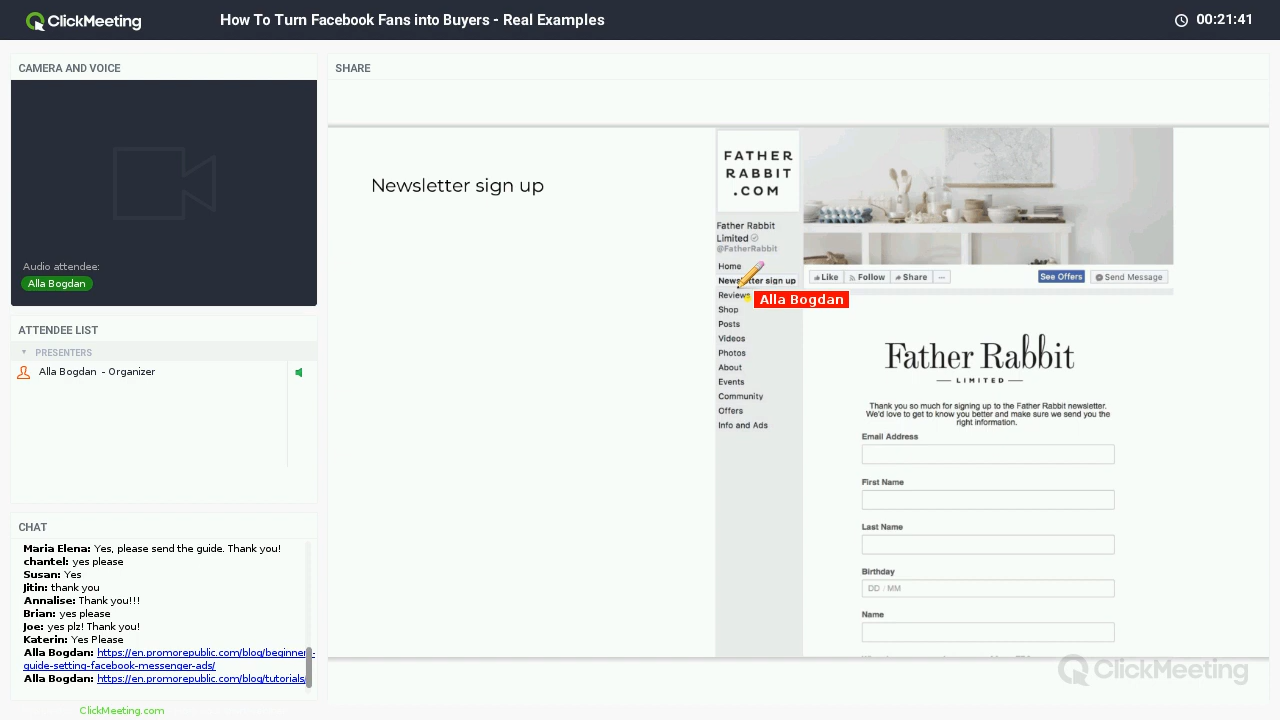 ClickMeeting
How To Turn Facebook Fans into Buyers - Real Examples
00:21:41
CAMERA AND VOICE
Audio attendee:
Alla Bogdan
ATTENDEE LIST
PRESENTERS
Alla Bogdan - Organizer
CHAT
Maria Elena: Yes, please send the guide. Thank you!
chantel: yes please
Susan: Yes
Jitin: thank you
Annalise: Thank you!!!
Brian: yes please
Joe: yes plz! Thank you!
Katerin: Yes Please
Alla Bogdan: https://en.promorepublic.com/blog/beginners-
guide-setting-facebook-messenger-ads/
Alla Bogdan: https://en.promorepublic.com/blog/tutorials/
ClickMeeting.com
SHARE
Newsletter sign up
FATHER
RABBIT
.COM
Father Rabbit
Limited
@FatherRabbit
Home
Newsletter sign up
Reviews
Alla Bogdan
Shop
Posts
Videos
Photos
About
Events
Community
Offers
Info and Ads
Like
Follow
Share
...
See Offers
Send Message
Father Rabbit
LIMITED
Thank you so much for signing up to the Father Rabbit newsletter.
We'd love to get to know you better and make sure we send you the
right information.
Email Address
First Name
Last Name
Birthday
DD / MM
Name
ClickMeeting